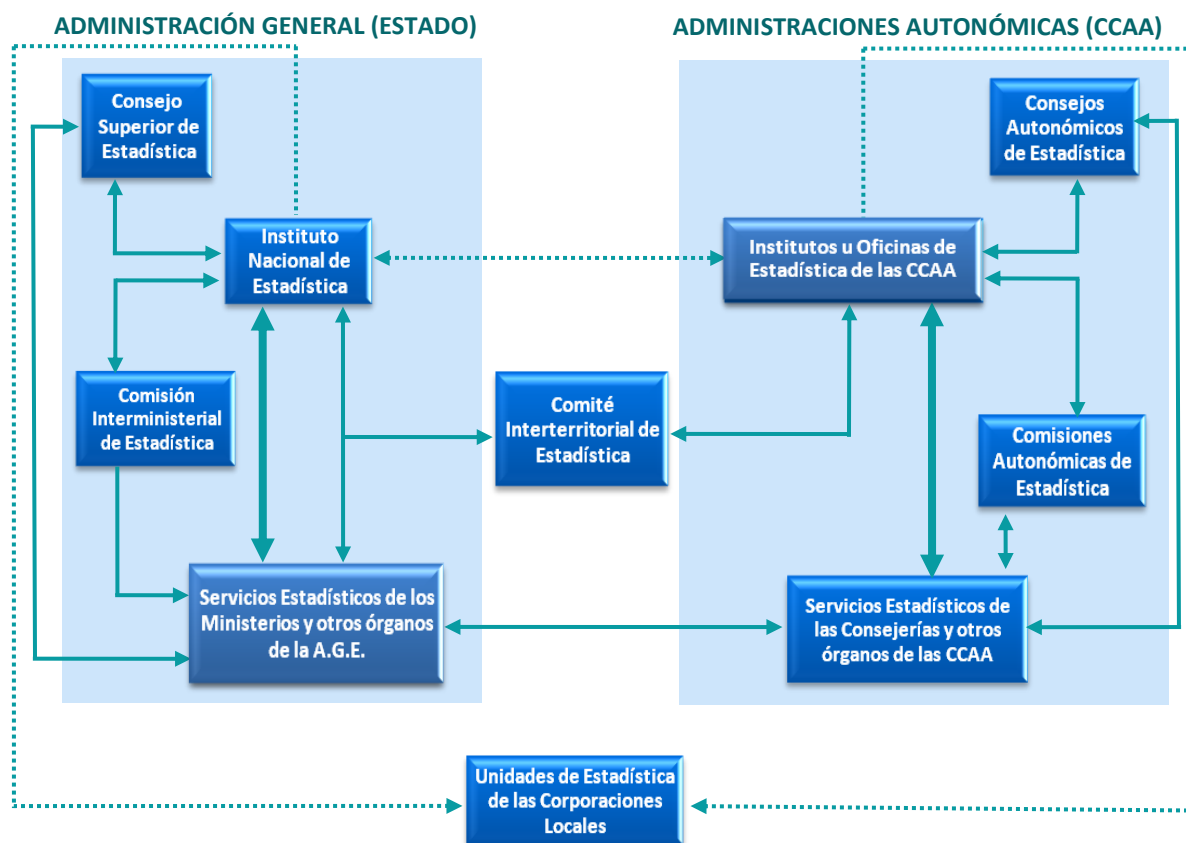 ADMINISTRACIÓN GENERAL (ESTADO)
ADMINISTRACIONES AUTONÓMICAS (CCAA)
Consejo
Superior de
Estadística
Consejos
Autonómicos
de Estadística
Instituto
Nacional de
Estadística
Institutos u Oficinas de
Estadística de las CCAA
Comisión
Interministerial
de Estadística
Comité
Interterritorial de
Estadística
Comisiones
Autonómicas de
Estadística
Servicios Estadísticos de los
Ministerios y otros órganos
de la A.G.E.
Servicios Estadísticos de
las Consejerías y otros
órganos de las CCAA
Unidades de Estadística
de las Corporaciones
Locales